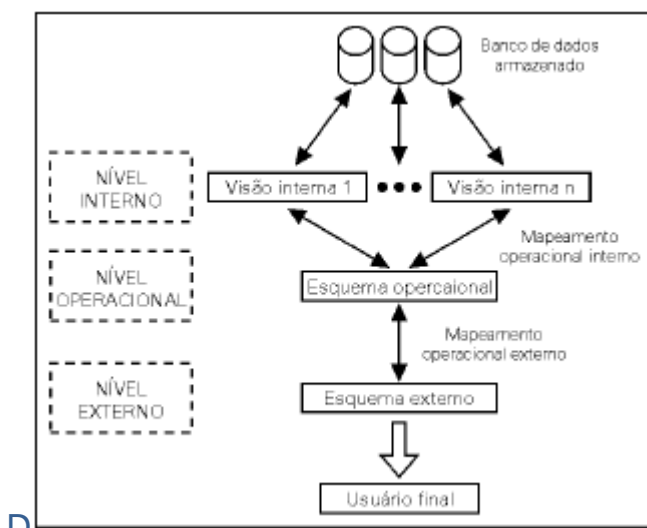 Banco de dados
armazenado
NÍVEL
INTERNO
Visão interna 1
Visão interna n
Mapeamento
operacional interno
NÍVEL
OPERACIONAL
Esquema opercaional
Mapeamento
operacional externo
NÍVEL
EXTERNO
Esquema externo
Usuário final
D